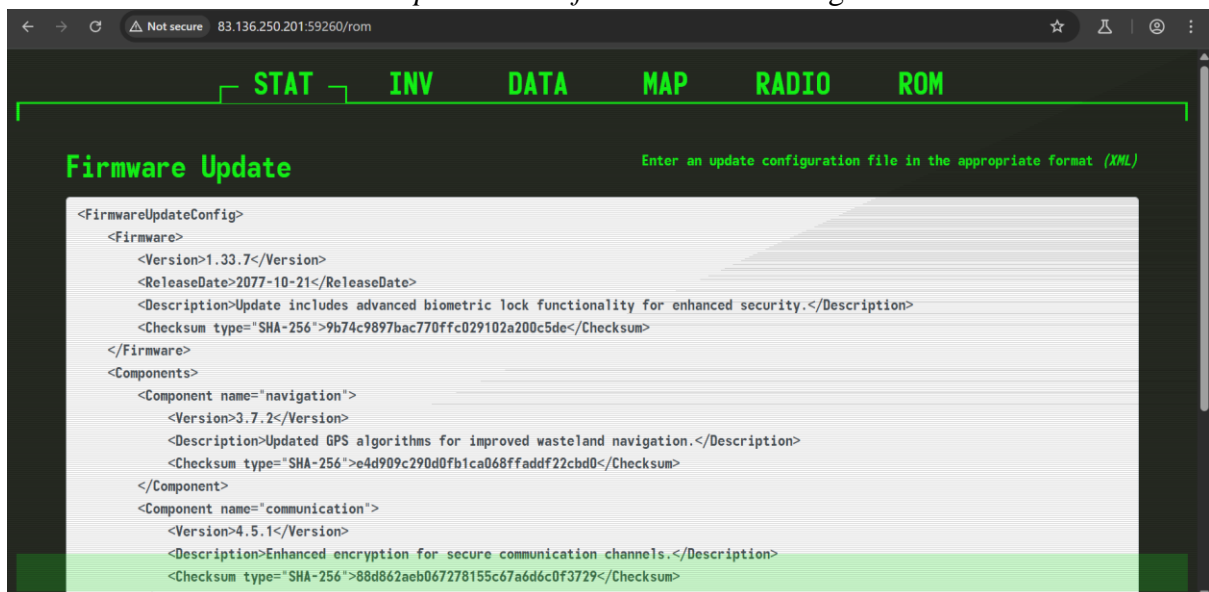 83.136.250.201:59260/rom
Not secure
STAT INV DATA MAP RADIO ROM
Firmware Update
Enter an update configuration file in the appropriate format (XML)
<FirmwareUpdateConfig>
<Firmware>
<Version>1.33.7</Version>
<ReleaseDate>2077-10-21</ReleaseDate>
<Description>Update includes advanced biometric lock functionality for enhanced security.</Description>
<Checksum type="SHA-256">9b74c9897bac770ffc029102a200c5de</Checksum>
</Firmware>
<Components>
<Component name="navigation">
<Version>3.7.2</Version>
<Description>Updated GPS algorithms for improved wasteland navigation.</Description>
<Checksum type="SHA-256">e4d909c290d0fb1ca068ffaddf22cbd0</Checksum>
</Component>
<Component name="communication">
<Version>4.5.1</Version>
<Description>Enhanced encryption for secure communication channels.</Description>
<Checksum type="SHA-256">88d862aeb067278155c67a6d6c0f3729</Checksum>